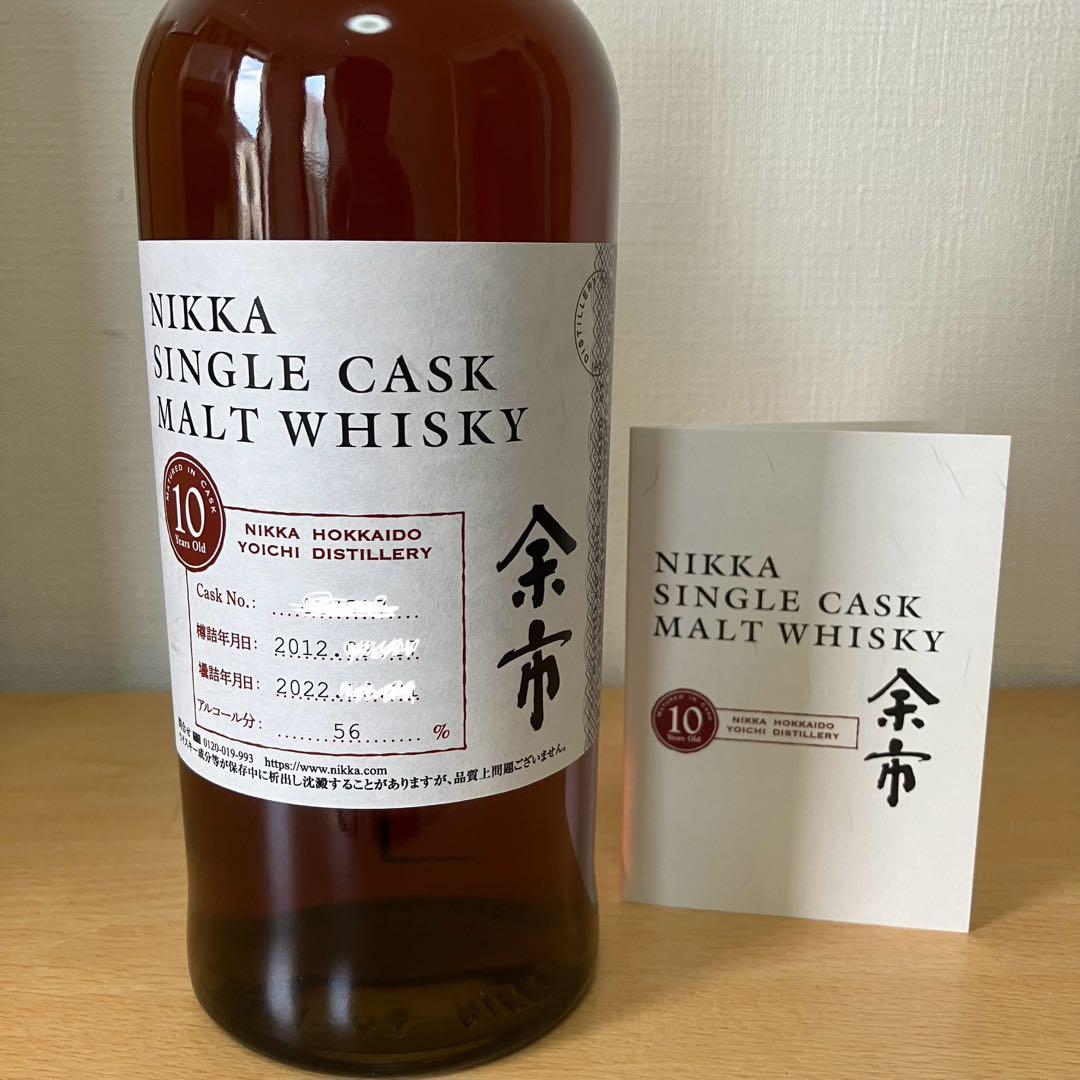 NIKKA
SINGLE CASK
MALT WHISKY
DISTILLERY
MATURED IN CASK
10
Years Old
NIKKA HOKKAIDO
YOICHI DISTILLERY
Cask No.:
樽詰年月日: 2012.
壜詰年月日: 2022.
アルコール分: 56 %
余市
0120-019-993 https://www.nikka.com
ウイスキー成分等が保存中に析出し沈澱することがありますが、品質上問題ございません。
NIKKA
SINGLE CASK
MALT WHISKY
余市
MATURED IN CASK
10
Years Old
NIKKA HOKKAIDO
YOICHI DISTILLERY